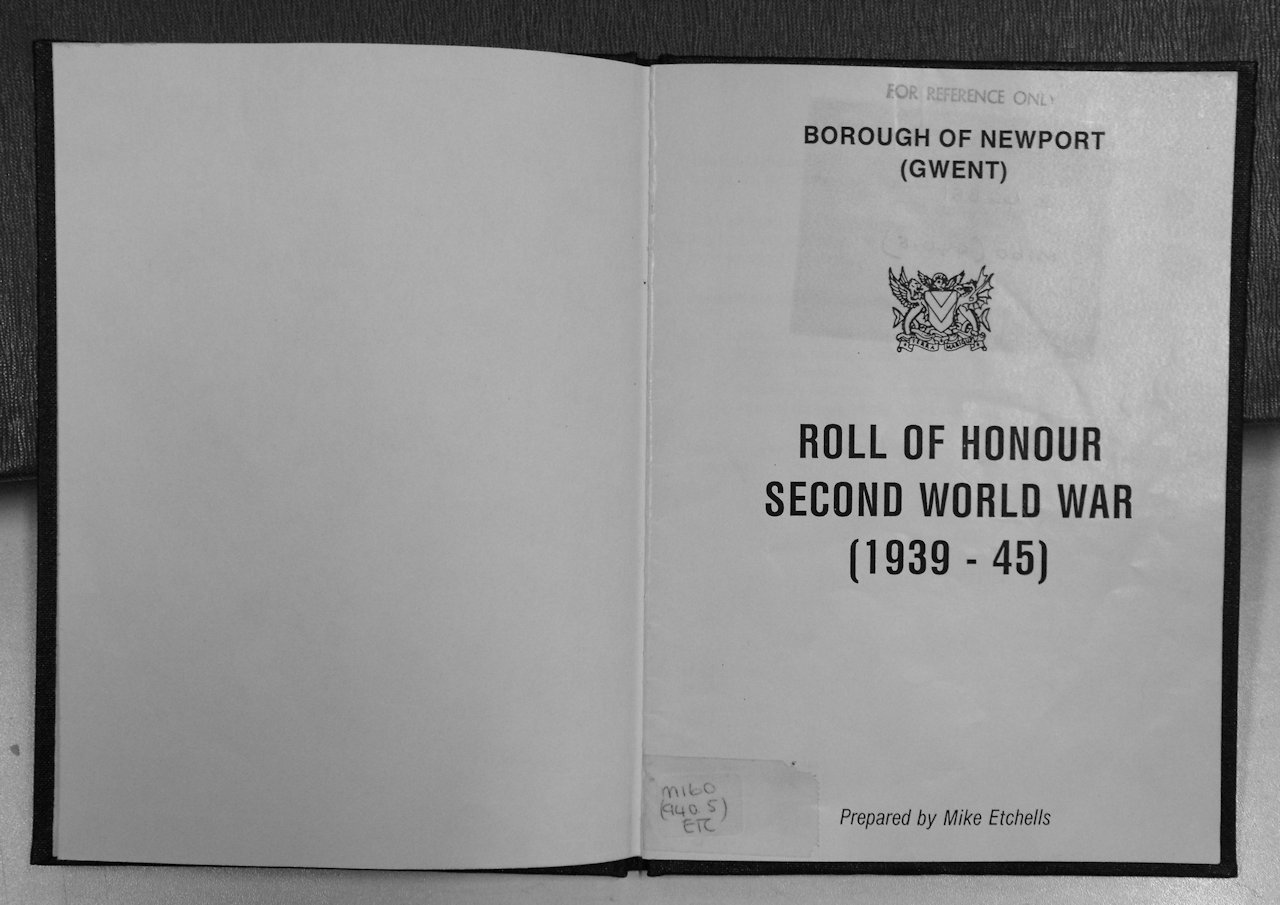 FOR REFERENCE ONLY
BOROUGH OF NEWPORT
(GWENT)
ROLL OF HONOUR
SECOND WORLD WAR
(1939 - 45)
m160
(940.5)
ETC
Prepared by Mike Etchells